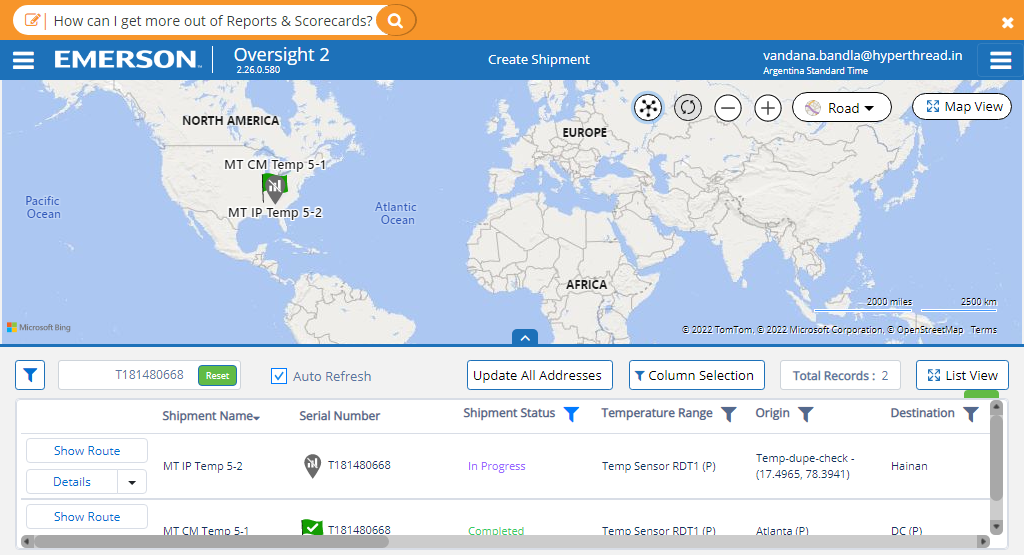 How can I get more out of Reports & Scorecards?
EMERSON
Oversight 2
2.26.0.580
Create Shipment
vandana.bandla@hyperthread.in
Argentina Standard Time
Road
Map View
NORTH AMERICA
EUROPE
MT CM Temp 5-1
MT IP Temp 5-2
Pacific
Ocean
Atlantic
Ocean
AFRICA
2000 miles
2500 km
Microsoft Bing
© 2022 TomTom, © 2022 Microsoft Corporation, © OpenStreetMap Terms
T181480668
Reset
Auto Refresh
Update All Addresses
Column Selection
Total Records : 2
List View
Shipment Name
Serial Number
Shipment Status
Temperature Range
Origin
Destination
Show Route
Details
MT IP Temp 5-2
T181480668
In Progress
Temp Sensor RDT1 (P)
Temp-dupe-check -
(17.4965, 78.3941)
Hainan
Show Route
MT CM Temp 5-1
T181480668
Completed
Temp Sensor RDT1 (P)
Atlanta (P)
DC (P)